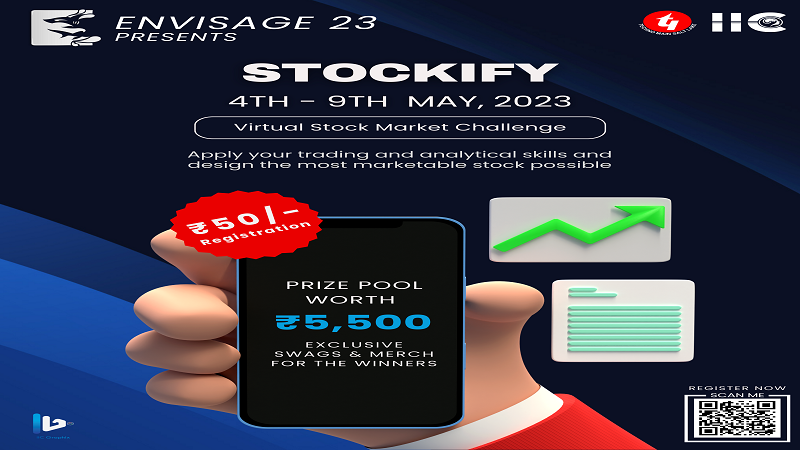 ENVISAGE 23
PRESENTS
IIC
STOCKIFY
4TH – 9TH MAY, 2023
Virtual Stock Market Challenge
Apply your trading and analytical skills and
design the most marketable stock possible
₹50/-
Registration
PRIZE POOL
WORTH
₹5,500
EXCLUSIVE
SWAGS & MERCH
FOR THE WINNERS
REGISTER NOW
SCAN ME